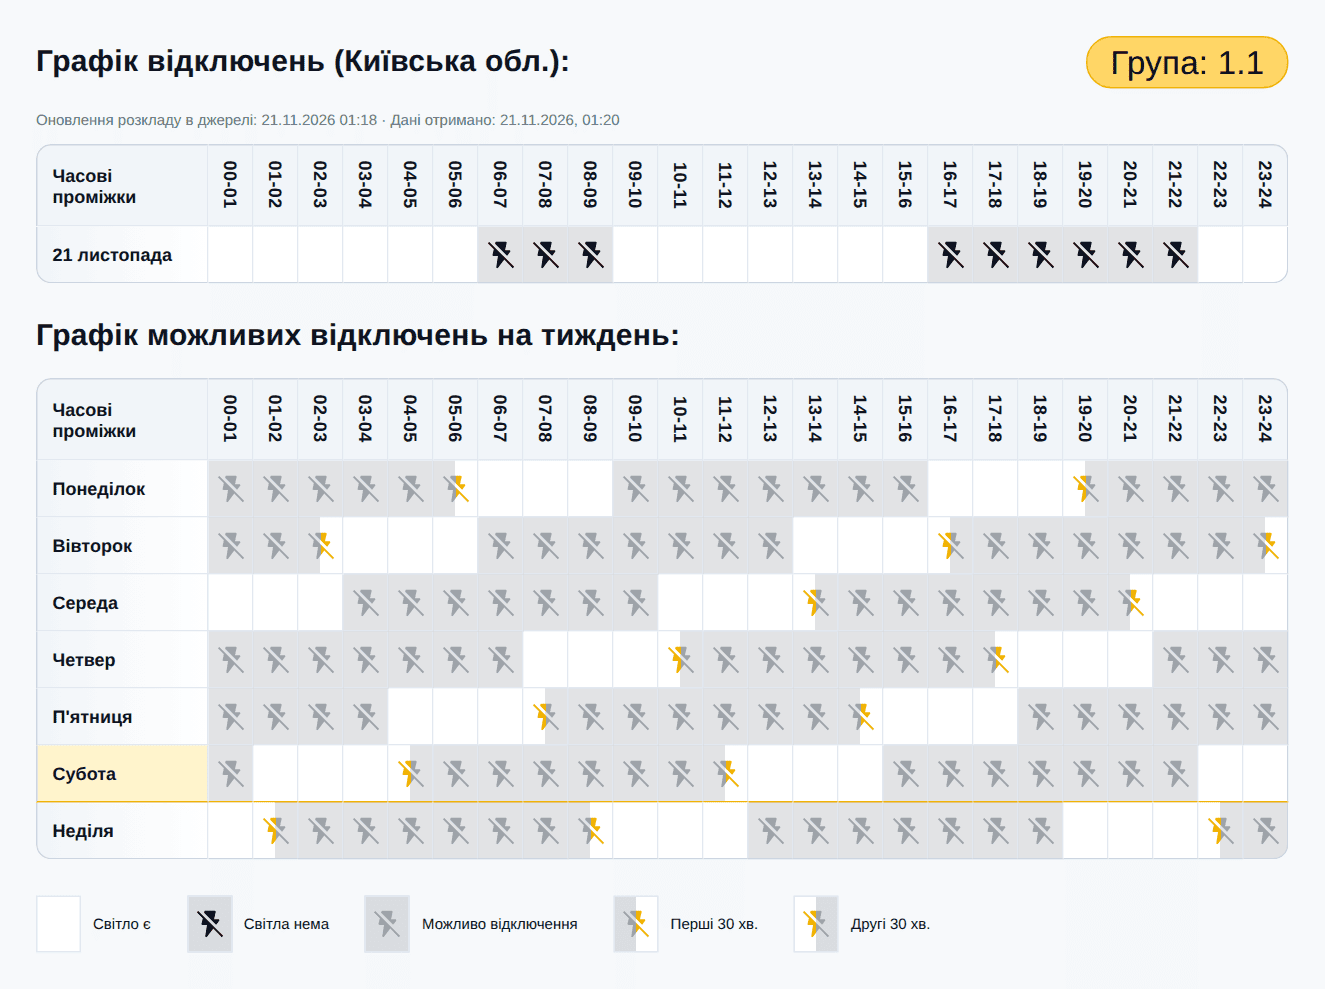 Графік відключень (Київська обл.):
Група: 1.1
Оновлення розкладу в джерелі: 21.11.2026 01:18 · Дані отримано: 21.11.2026, 01:20
Часові проміжки 00-01 01-02 02-03 03-04 04-05 05-06 06-07 07-08 08-09 09-10 10-11 11-12 12-13 13-14 14-15 15-16 16-17 17-18 18-19 19-20 20-21 21-22 22-23 23-24
21 листопада
Графік можливих відключень на тиждень:
Часові проміжки 00-01 01-02 02-03 03-04 04-05 05-06 06-07 07-08 08-09 09-10 10-11 11-12 12-13 13-14 14-15 15-16 16-17 17-18 18-19 19-20 20-21 21-22 22-23 23-24
Понеділок
Вівторок
Середа
Четвер
П'ятниця
Субота
Неділя
Світло є
Світла нема
Можливо відключення
Перші 30 хв.
Другі 30 хв.